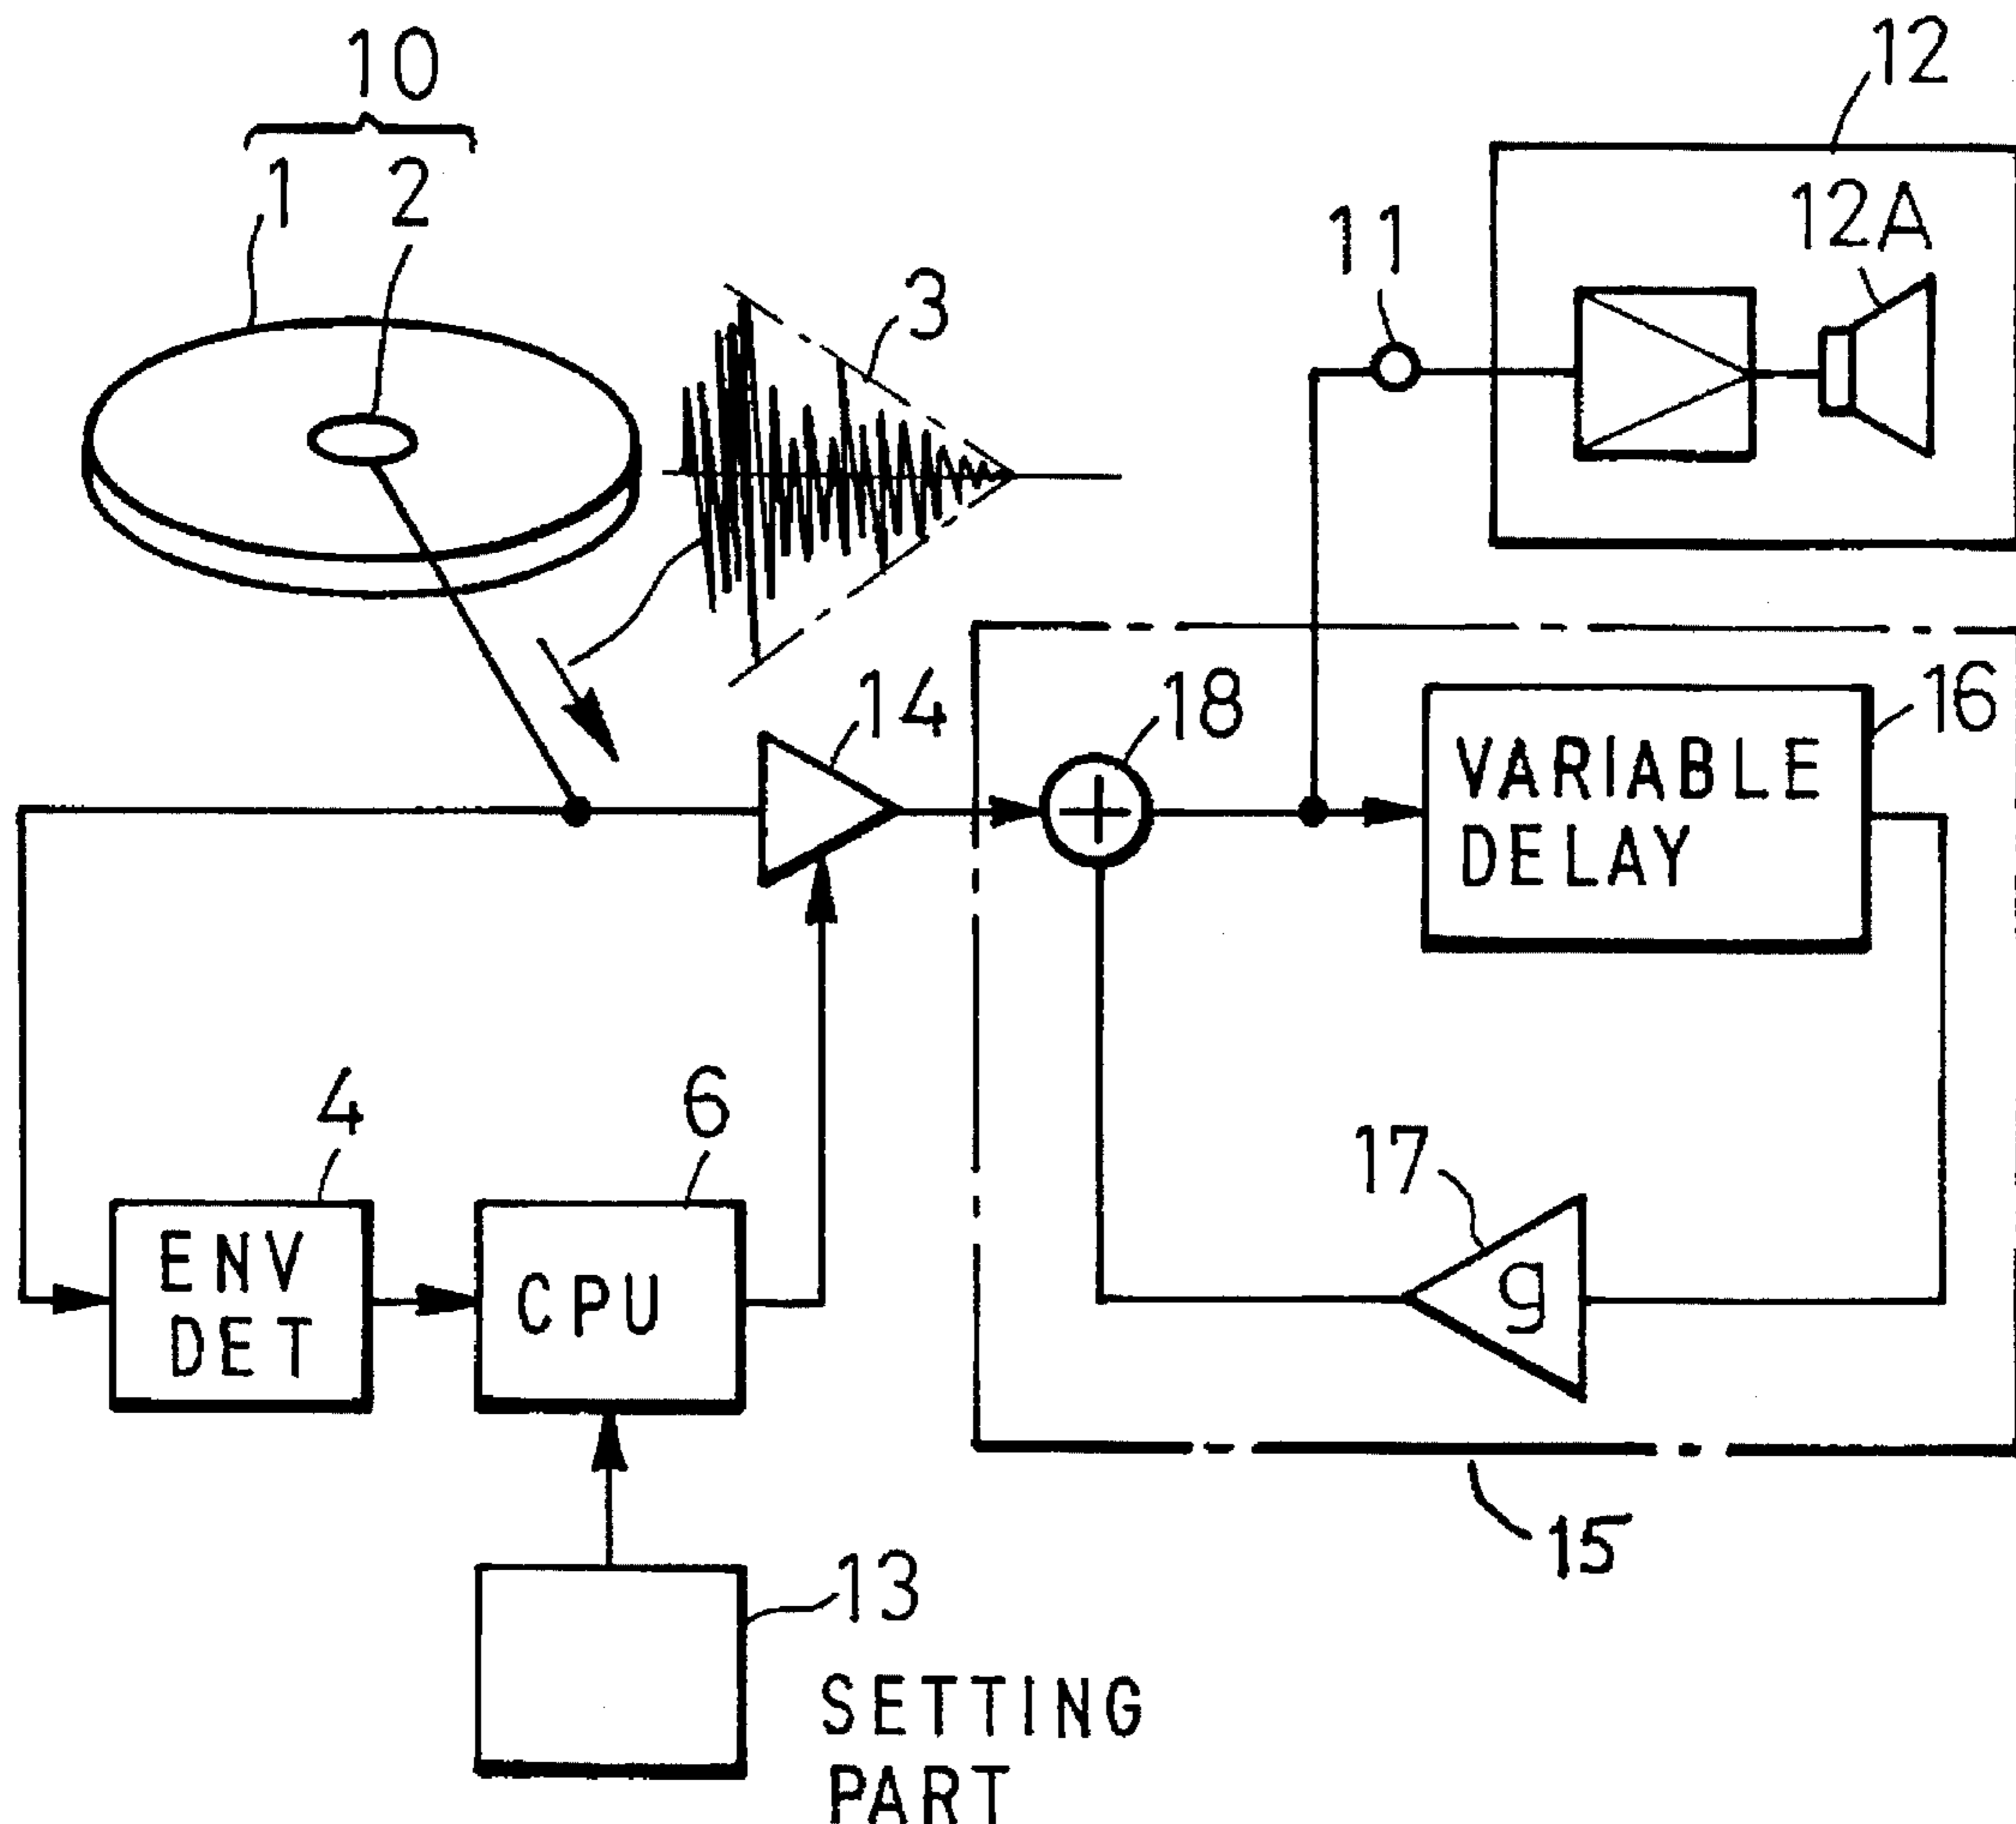 10
1 2
3
12
12A
11
14
18
16
VARIABLE
DELAY
4
6
ENV
DET
CPU
17
g
15
13
SETTING
PART